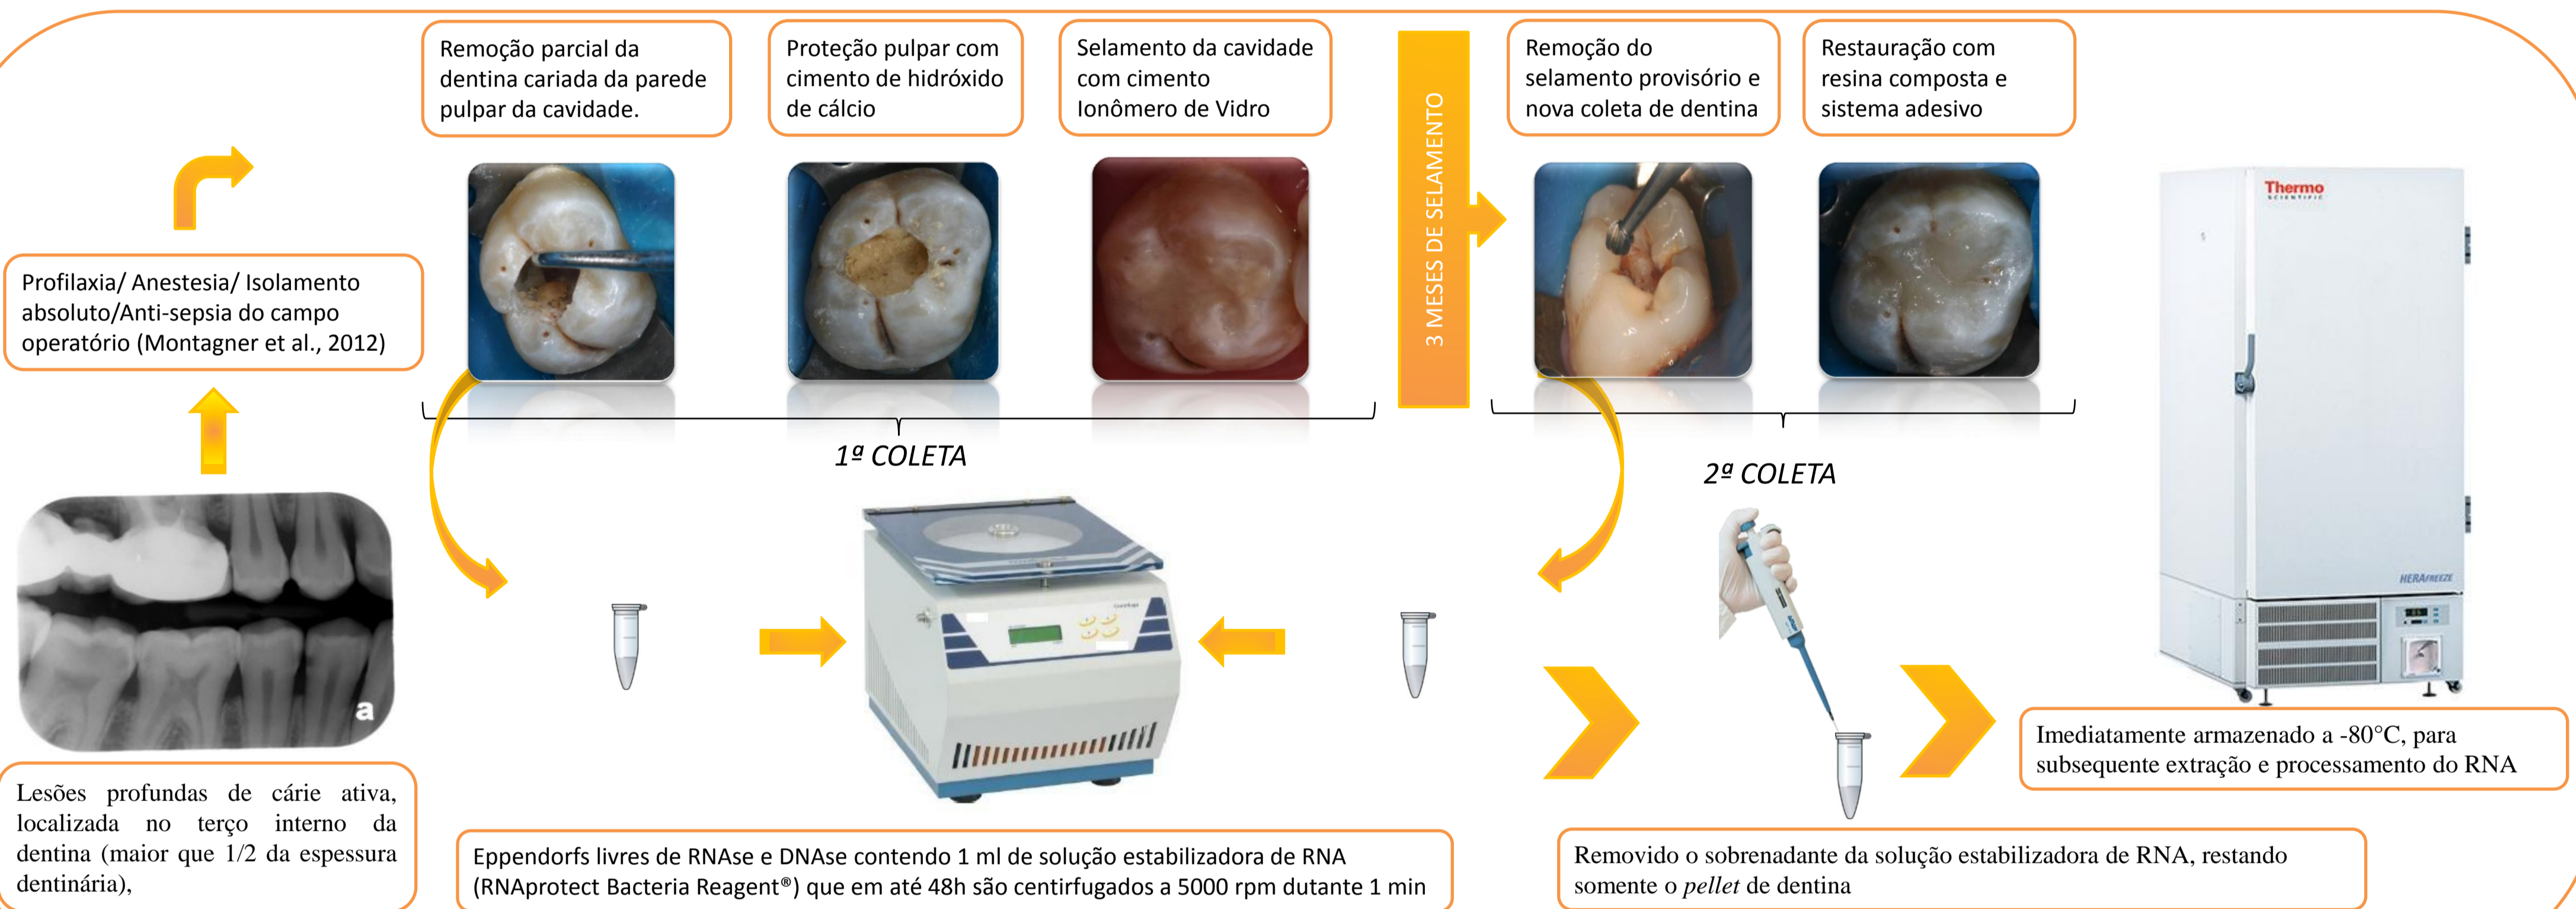 Remoção parcial da
dentina cariada da parede
pulpar da cavidade.
Proteção pulpar com
cimento de hidróxido
de cálcio
Selamento da cavidade
com cimento
Ionômero de Vidro
3 MESES DE SELAMENTO
Remoção do
selamento provisório e
nova coleta de dentina
Restauração com
resina composta e
sistema adesivo
Thermo
SCIENTIFIC
HERAFREEZE
Profilaxia/ Anestesia/ Isolamento
absoluto/Anti-sepsia do campo
operatório (Montagner et al., 2012)
1ª COLETA
2ª COLETA
a
Lesões profundas de cárie ativa,
localizada no terço interno da
dentina (maior que 1/2 da espessura
dentinária),
Eppendorfs livres de RNAse e DNAse contendo 1 ml de solução estabilizadora de RNA
(RNAprotect Bacteria Reagent®) que em até 48h são centirfugados a 5000 rpm dutante 1 min
Removido o sobrenadante da solução estabilizadora de RNA, restando
somente o pellet de dentina
Imediatamente armazenado a -80°C, para
subsequente extração e processamento do RNA